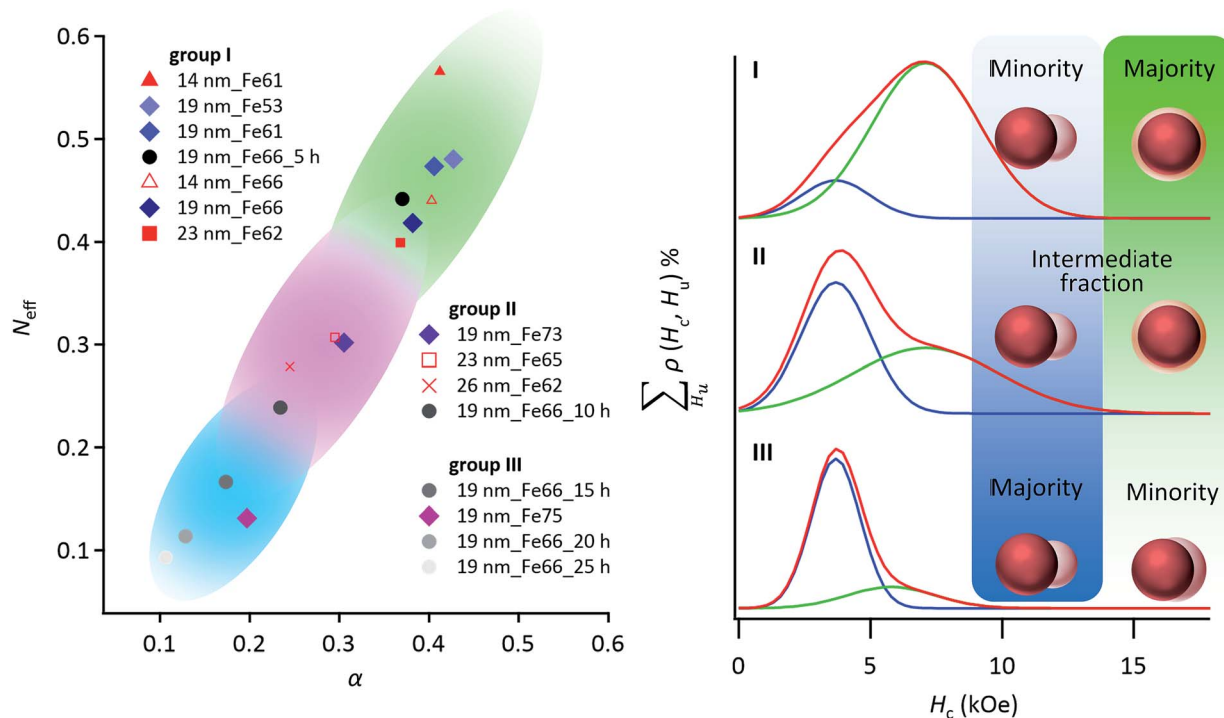 0.6
0.5
0.4
0.3
0.2
0.1
N_eff
0.1
0.2
0.3
0.4
0.5
0.6
α
group I
14 nm_Fe61
19 nm_Fe53
19 nm_Fe61
19 nm_Fe66_5 h
14 nm_Fe66
19 nm_Fe66
23 nm_Fe62
group II
19 nm_Fe73
23 nm_Fe65
26 nm_Fe62
19 nm_Fe66_10 h
group III
19 nm_Fe66_15 h
19 nm_Fe75
19 nm_Fe66_20 h
19 nm_Fe66_25 h
∑_{H_u} ρ (H_c, H_u) %
I
Minority
Majority
II
Intermediate
fraction
III
Majority
Minority
0
5
10
15
H_c (kOe)